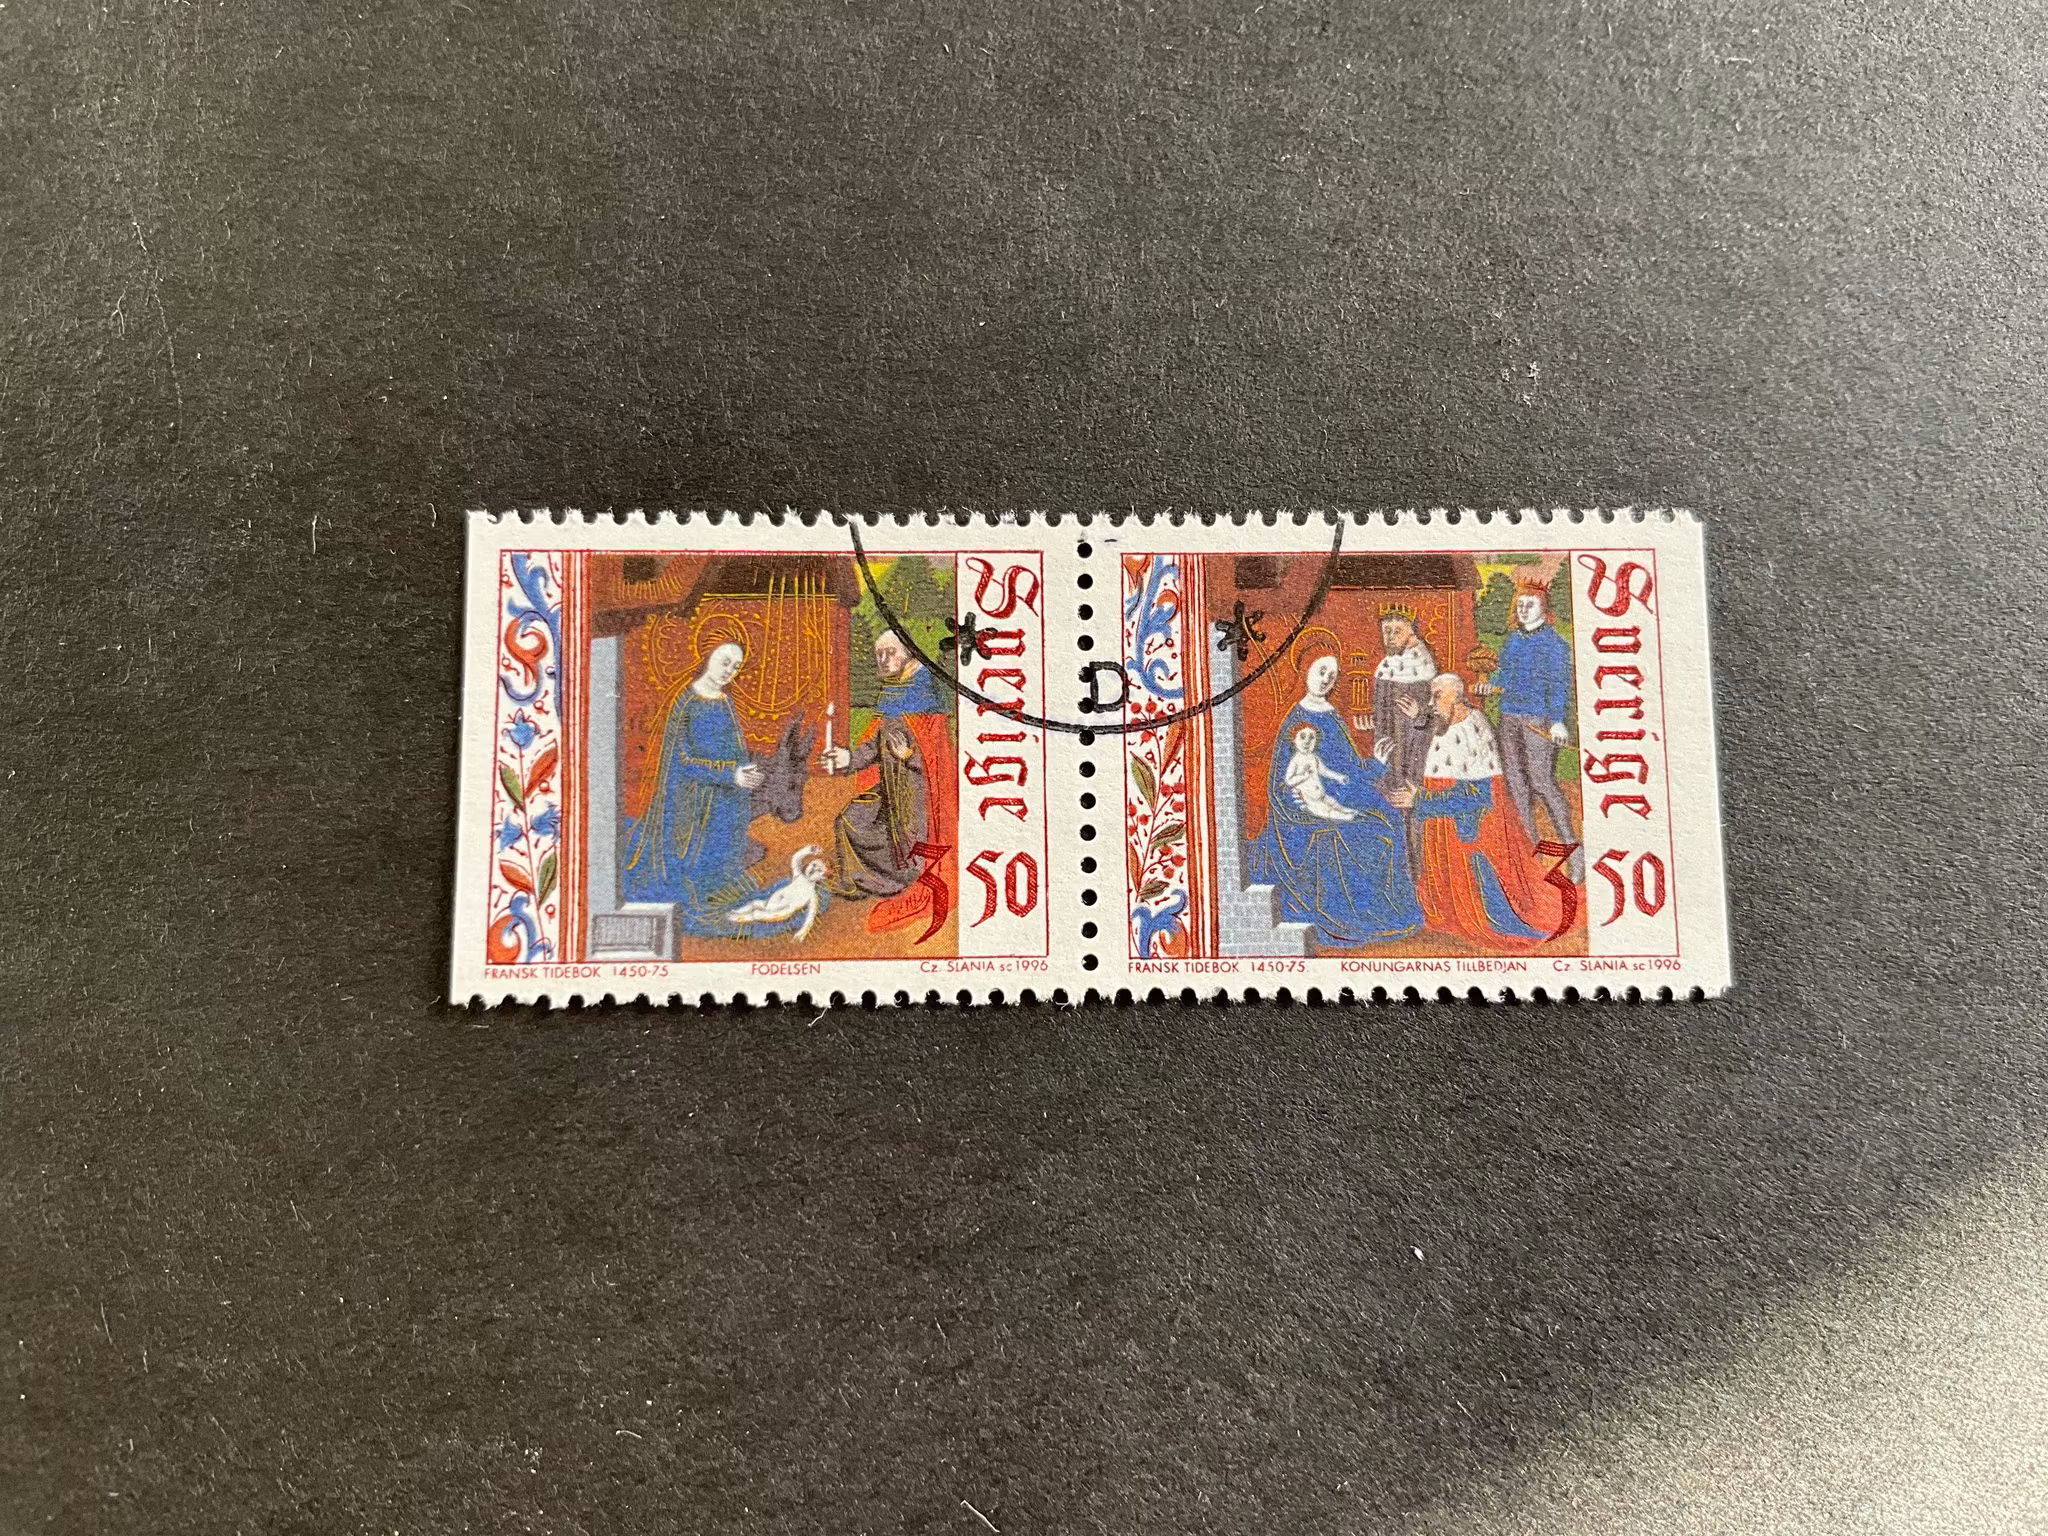 Sverige
3 50
FRANSK TIDEBOK 1450-75 FÖDELSEN Cz. SLANIA sc 1996
* D *
Sverige
3 50
FRANSK TIDEBOK 1450-75 KONUNGARNAS TILLBEDJAN Cz. SLANIA sc 1996